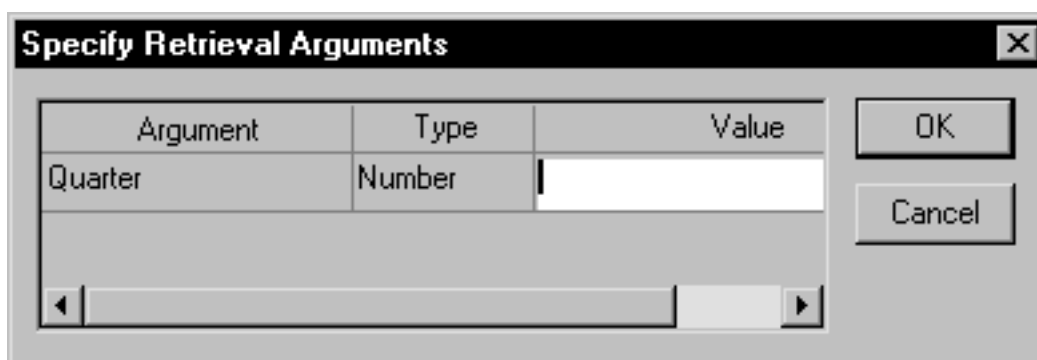 Specify Retrieval Arguments
Argument Type Value
Quarter Number
OK
Cancel